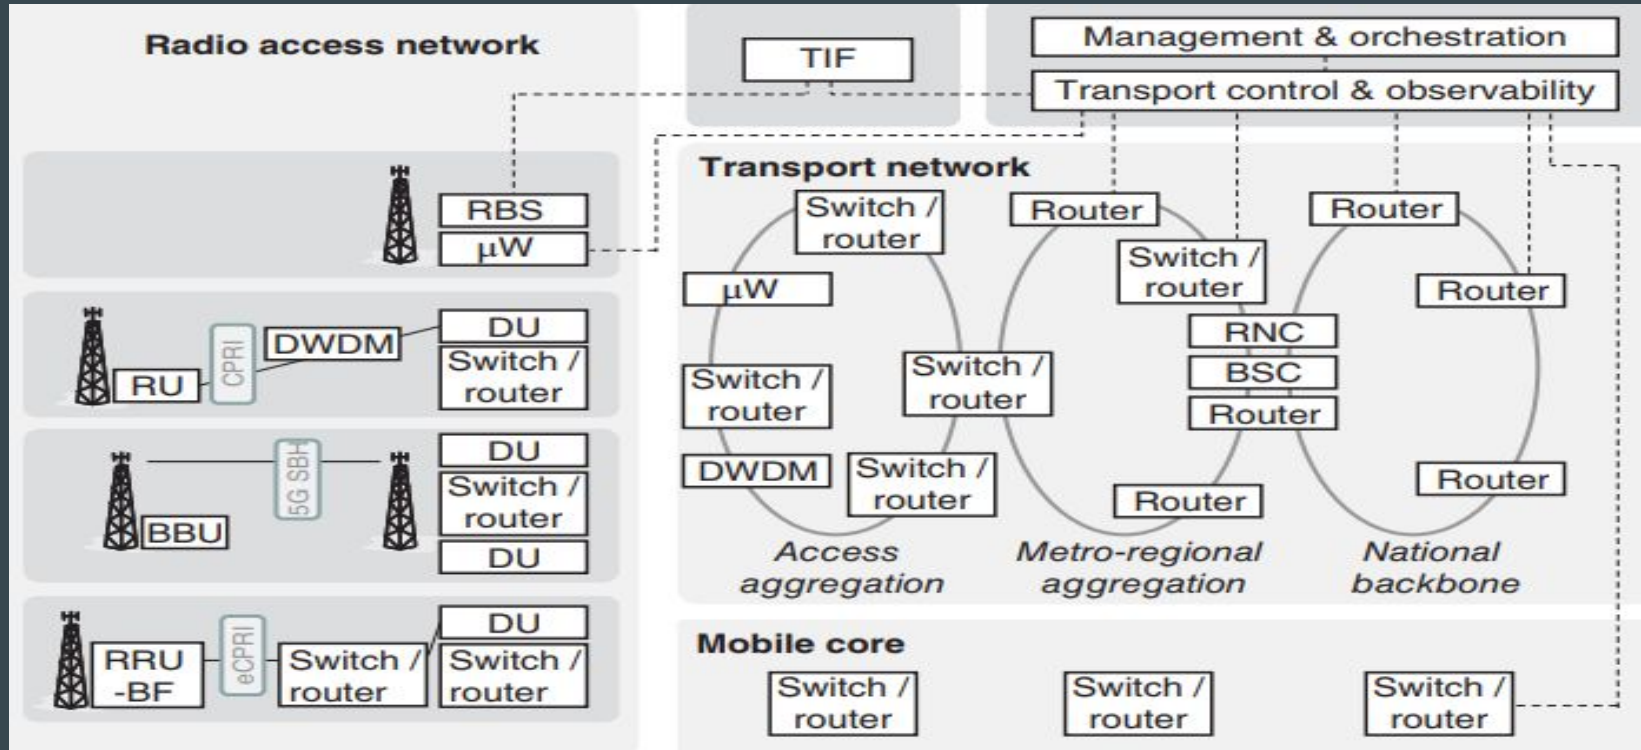 Radio access network
TIF
Management & orchestration
Transport control & observability
RBS
μW
RU
CPRI
DWDM
DU
Switch /
router
BBU
5G SBH
DU
Switch /
router
DU
RRU
-BF
eCPRI
Switch /
router
DU
Switch /
router
Transport network
Switch /
router
μW
Switch /
router
DWDM
Switch /
router
Switch /
router
Access
aggregation
Router
Switch /
router
RNC
BSC
Router
Router
Metro-regional
aggregation
Router
Router
Router
National
backbone
Mobile core
Switch /
router
Switch /
router
Switch /
router